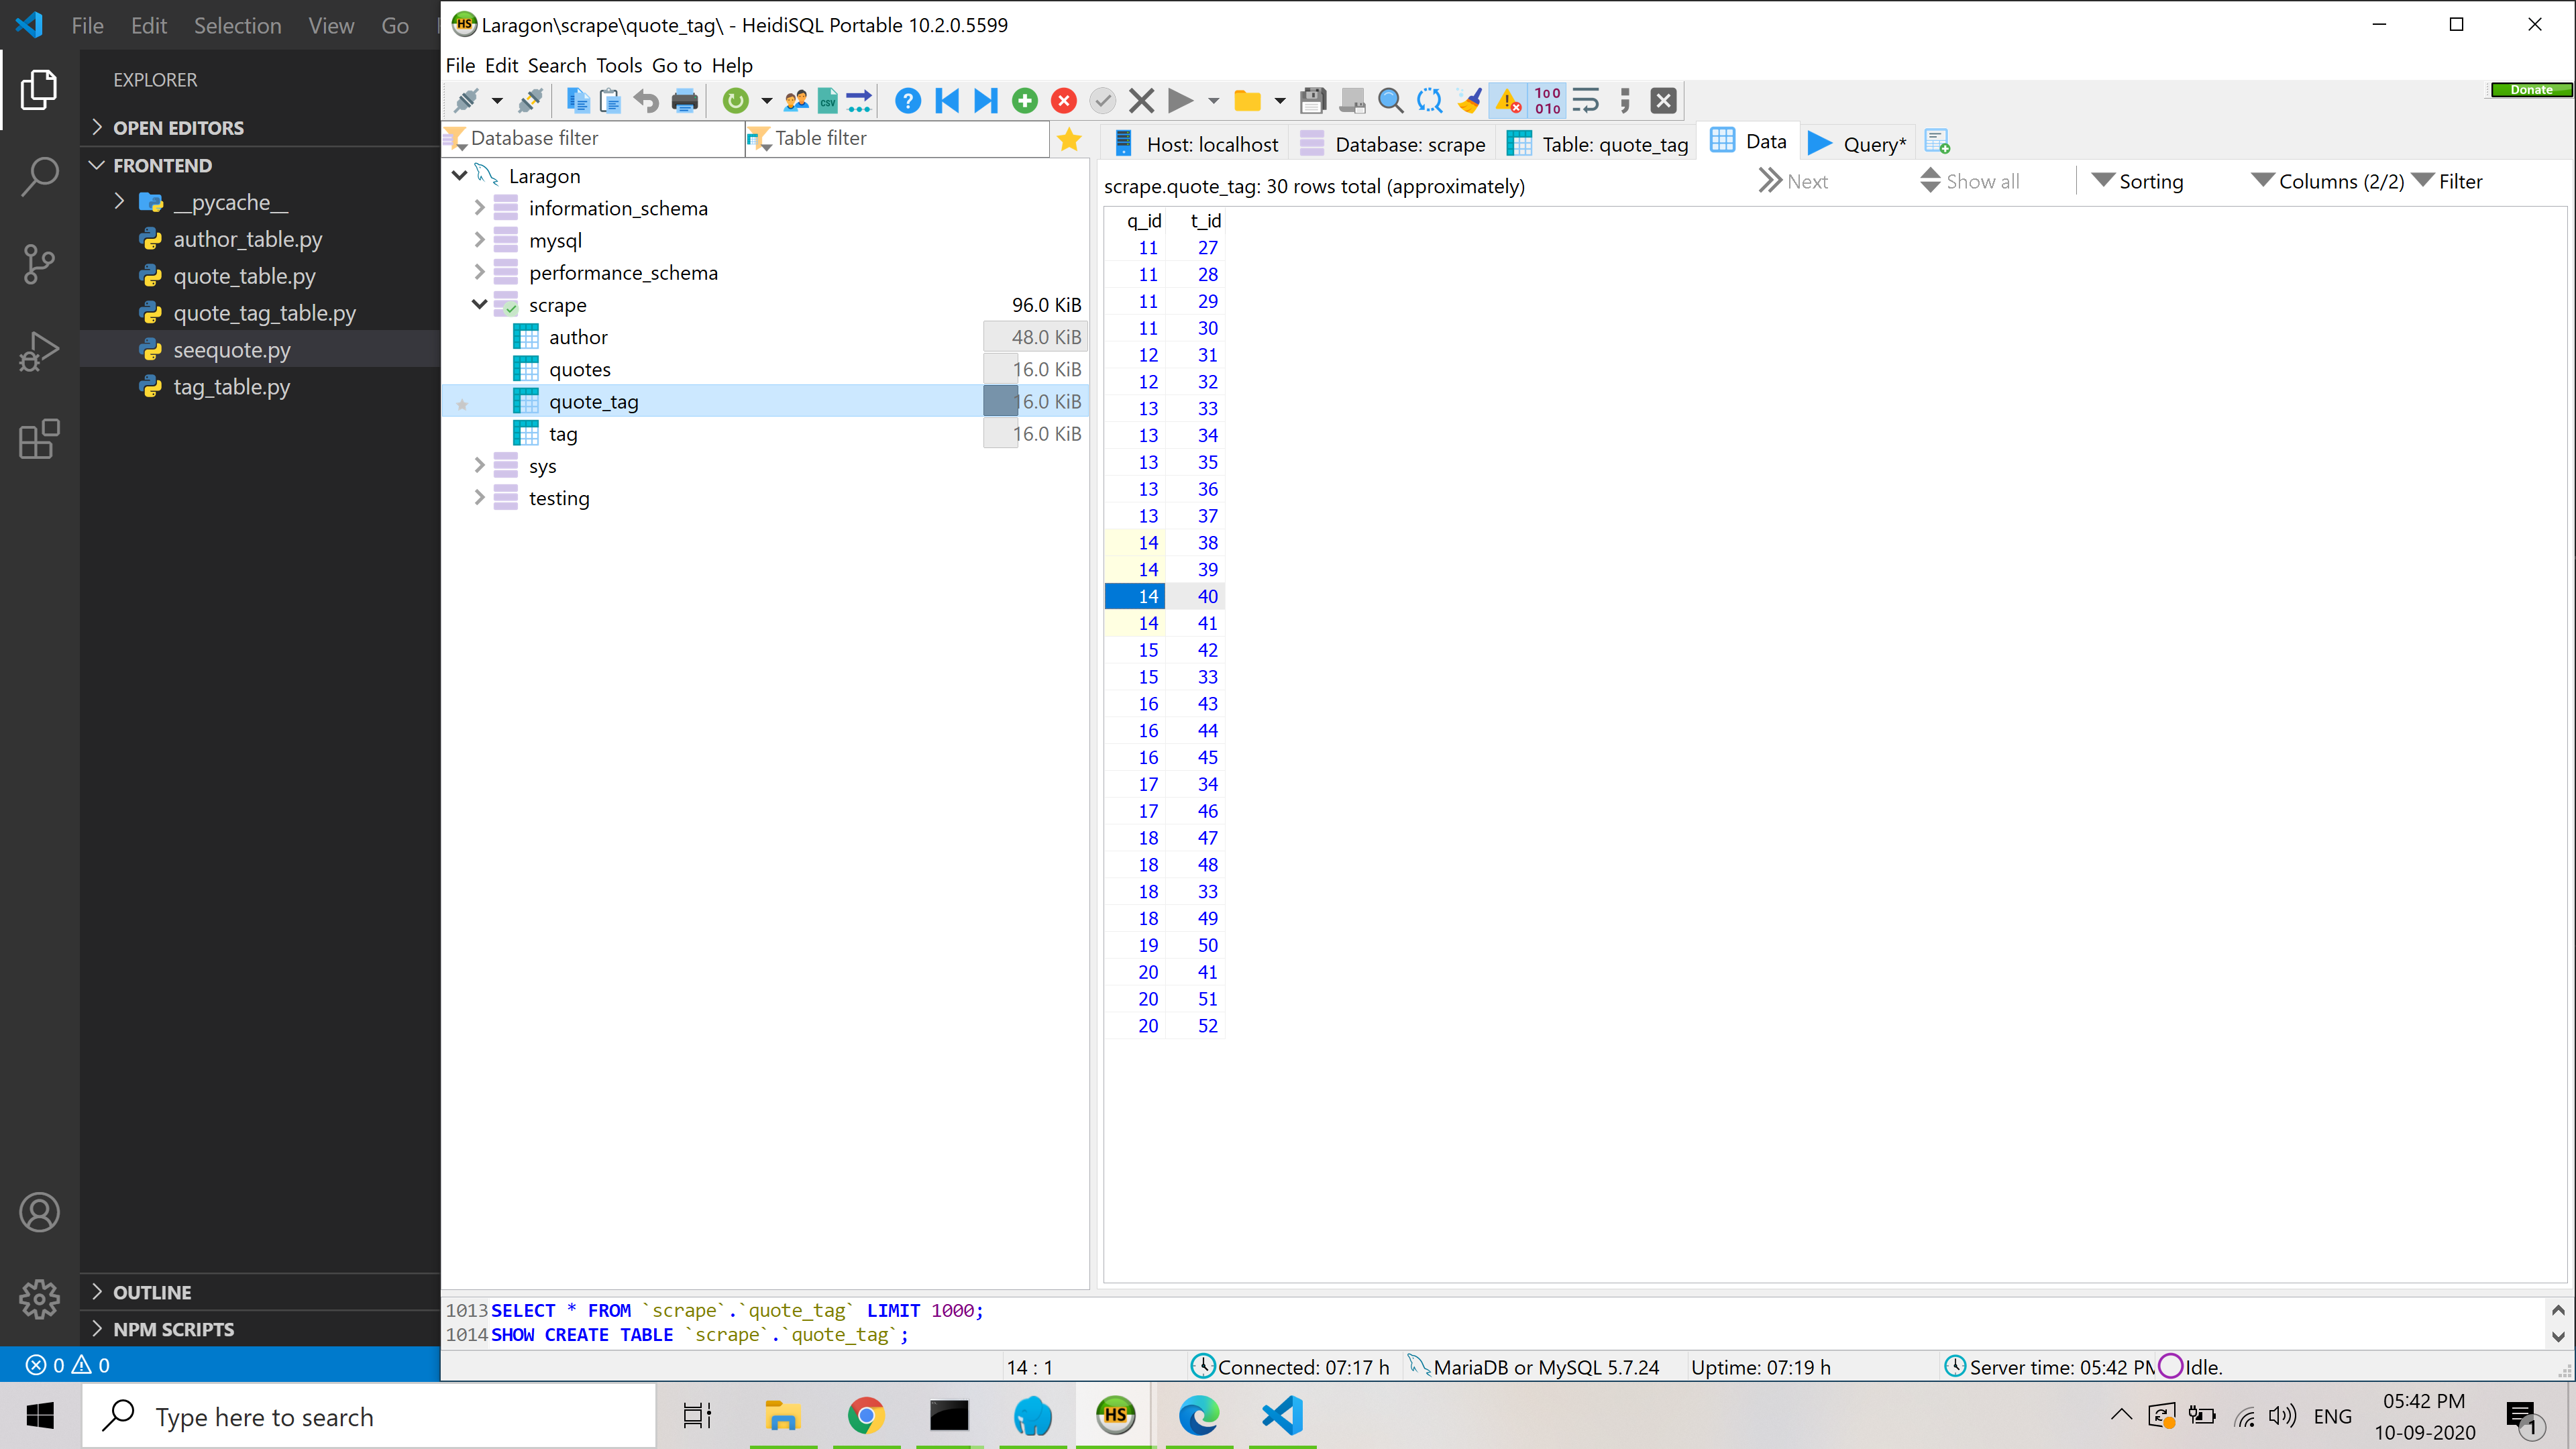 File Edit Selection View Go
EXPLORER
OPEN EDITORS
FRONTEND
__pycache__
author_table.py
quote_table.py
quote_tag_table.py
seequote.py
tag_table.py
OUTLINE
NPM SCRIPTS
0 0
HS Laragon\scrape\quote_tag\ - HeidiSQL Portable 10.2.0.5599
File Edit Search Tools Go to Help
CSV
100
010
Donate
Database filter Table filter
Host: localhost Database: scrape Table: quote_tag Data Query*
Laragon
information_schema
mysql
performance_schema
scrape 96.0 KiB
author 48.0 KiB
quotes 16.0 KiB
quote_tag 16.0 KiB
tag 16.0 KiB
sys
testing
scrape.quote_tag: 30 rows total (approximately) Next Show all Sorting Columns (2/2) Filter
q_id t_id
11 27
11 28
11 29
11 30
12 31
12 32
13 33
13 34
13 35
13 36
13 37
14 38
14 39
14 40
14 41
15 42
15 33
16 43
16 44
16 45
17 34
17 46
18 47
18 48
18 33
18 49
19 50
20 41
20 51
20 52
1013 SELECT * FROM `scrape`.`quote_tag` LIMIT 1000;
1014 SHOW CREATE TABLE `scrape`.`quote_tag`;
14 : 1 Connected: 07:17 h MariaDB or MySQL 5.7.24 Uptime: 07:19 h Server time: 05:42 PM Idle.
Type here to search
HS
ENG
05:42 PM
10-09-2020
1